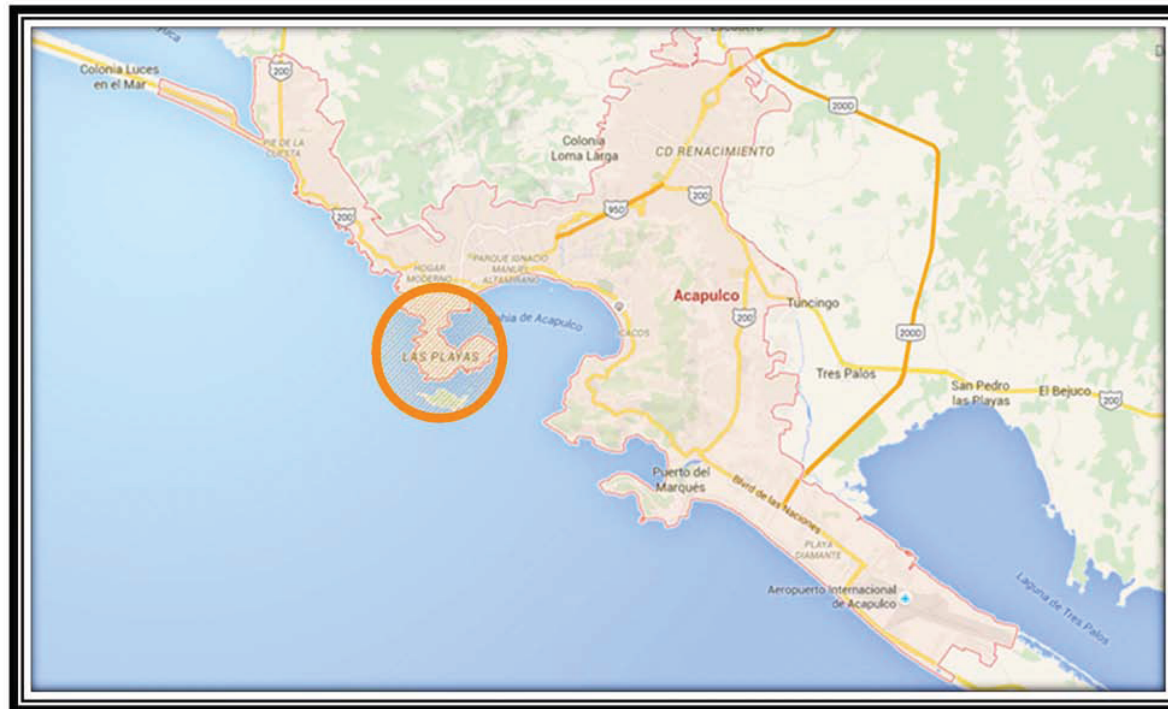 Colonia Luces
en el Mar
200
PIE DE LA
CUESTA
200
Colonia
Loma Larga
CD RENACIMIENTO
2000
950
200
HOGAR
MODERNO
PARQUE IGNACIO
MANUEL
ALTAMIRANO
Acapulco
Bahía de Acapulco
ICACOS
200
Tuncingo
2000
LAS PLAYAS
Tres Palos
San Pedro
las Playas
El Bejuco
200
Puerto del
Marqués
Blvrd de las Naciones
PLAYA
DIAMANTE
Aeropuerto Internacional
de Acapulco
Laguna de Tres Palos